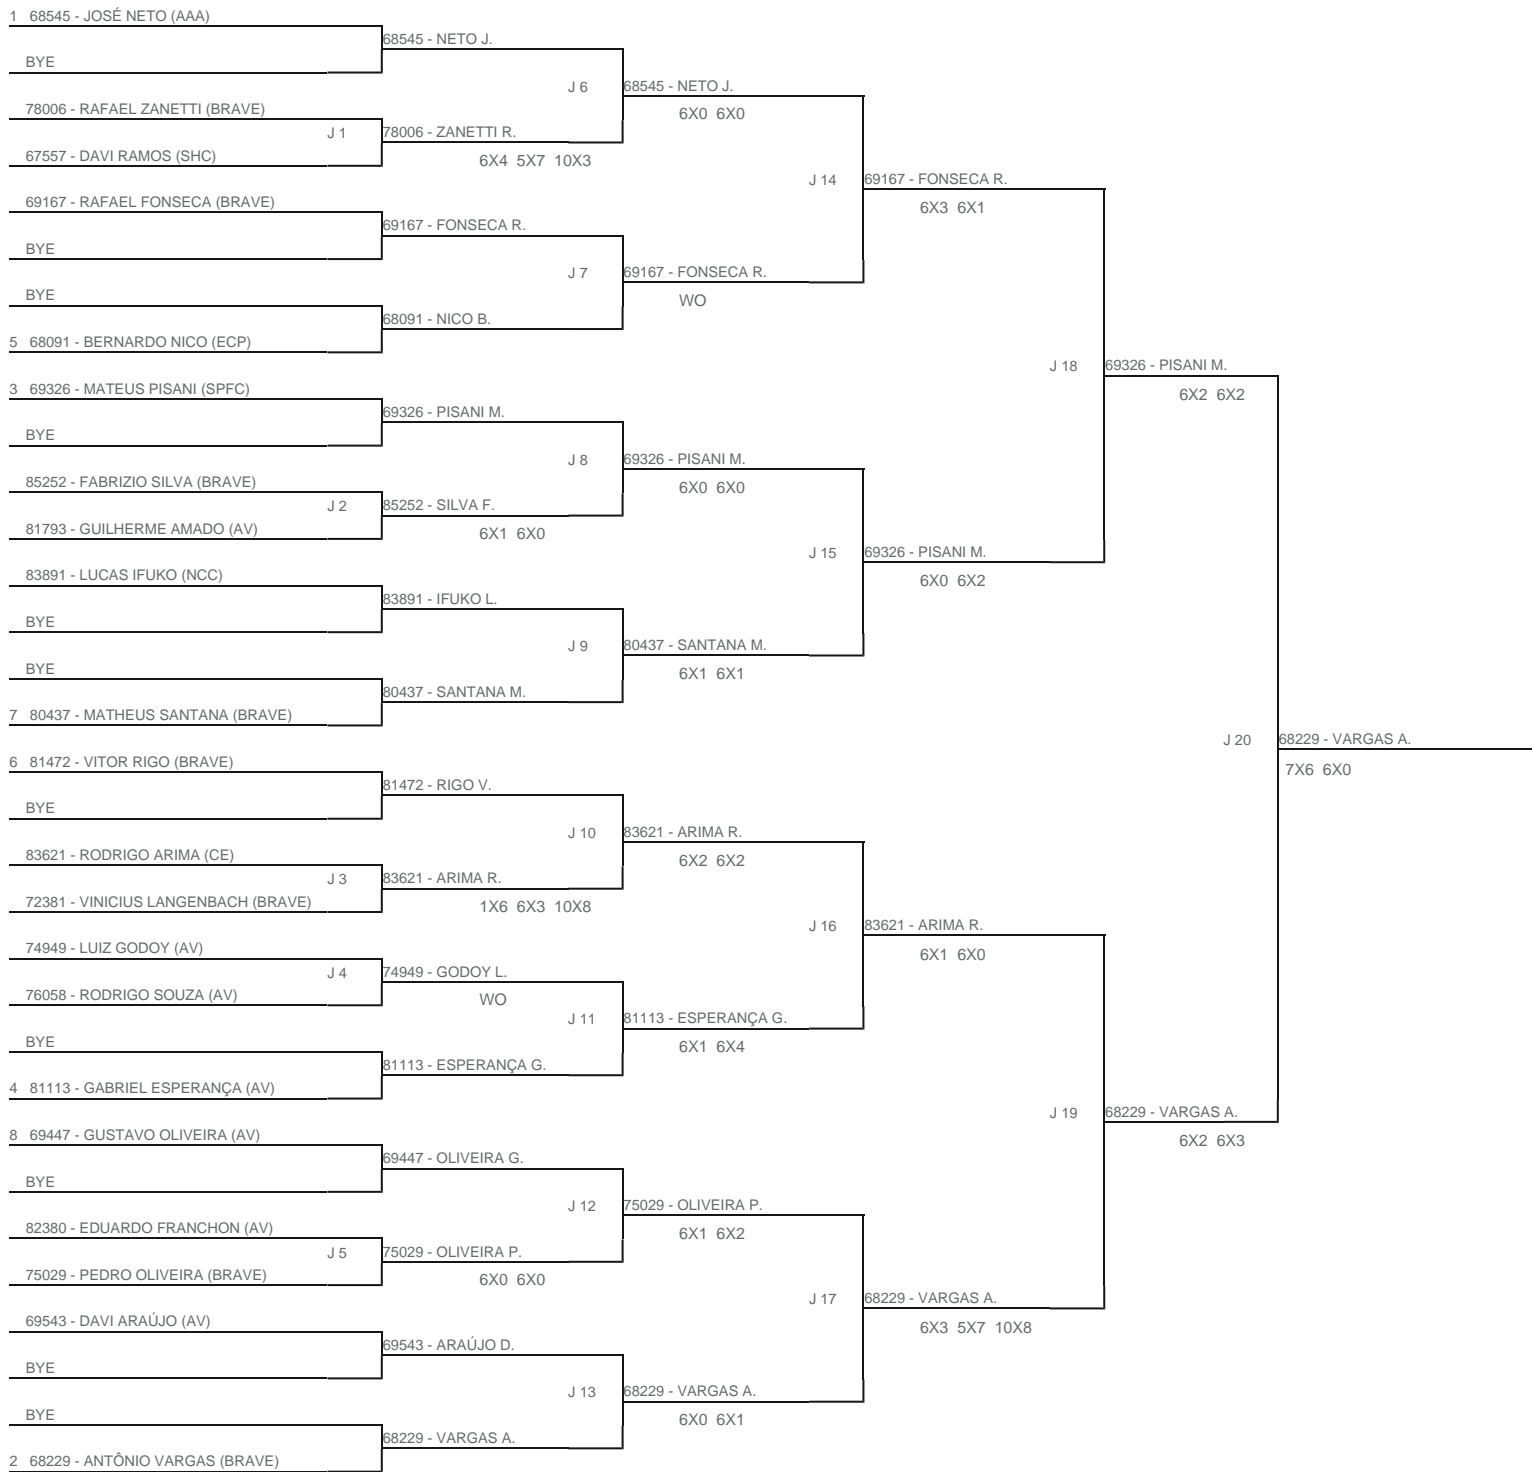 1 68545 - JOSÉ NETO (AAA)
68545 - NETO J.
BYE
J 6
68545 - NETO J.
6X0 6X0
78006 - RAFAEL ZANETTI (BRAVE)
J 1
78006 - ZANETTI R.
67557 - DAVI RAMOS (SHC)
6X4 5X7 10X3
J 14
69167 - FONSECA R.
6X3 6X1
69167 - RAFAEL FONSECA (BRAVE)
69167 - FONSECA R.
BYE
J 7
69167 - FONSECA R.
WO
BYE
68091 - NICO B.
5 68091 - BERNARDO NICO (ECP)
J 18
69326 - PISANI M.
6X2 6X2
3 69326 - MATEUS PISANI (SPFC)
69326 - PISANI M.
BYE
J 8
69326 - PISANI M.
6X0 6X0
85252 - FABRIZIO SILVA (BRAVE)
J 2
85252 - SILVA F.
81793 - GUILHERME AMADO (AV)
6X1 6X0
J 15
69326 - PISANI M.
6X0 6X2
83891 - LUCAS IFUKO (NCC)
83891 - IFUKO L.
BYE
J 9
80437 - SANTANA M.
6X1 6X1
BYE
80437 - SANTANA M.
7 80437 - MATHEUS SANTANA (BRAVE)
J 20
68229 - VARGAS A.
7X6 6X0
6 81472 - VITOR RIGO (BRAVE)
81472 - RIGO V.
BYE
J 10
83621 - ARIMA R.
6X2 6X2
83621 - RODRIGO ARIMA (CE)
J 3
83621 - ARIMA R.
72381 - VINICIUS LANGENBACH (BRAVE)
1X6 6X3 10X8
J 16
83621 - ARIMA R.
6X1 6X0
74949 - LUIZ GODOY (AV)
J 4
74949 - GODOY L.
76058 - RODRIGO SOUZA (AV)
WO
J 11
81113 - ESPERANÇA G.
6X1 6X4
BYE
81113 - ESPERANÇA G.
4 81113 - GABRIEL ESPERANÇA (AV)
J 19
68229 - VARGAS A.
6X2 6X3
8 69447 - GUSTAVO OLIVEIRA (AV)
69447 - OLIVEIRA G.
BYE
J 12
75029 - OLIVEIRA P.
6X1 6X2
82380 - EDUARDO FRANCHON (AV)
J 5
75029 - OLIVEIRA P.
75029 - PEDRO OLIVEIRA (BRAVE)
6X0 6X0
J 17
68229 - VARGAS A.
6X3 5X7 10X8
69543 - DAVI ARAÚJO (AV)
69543 - ARAÚJO D.
BYE
J 13
68229 - VARGAS A.
6X0 6X1
BYE
68229 - VARGAS A.
2 68229 - ANTÔNIO VARGAS (BRAVE)